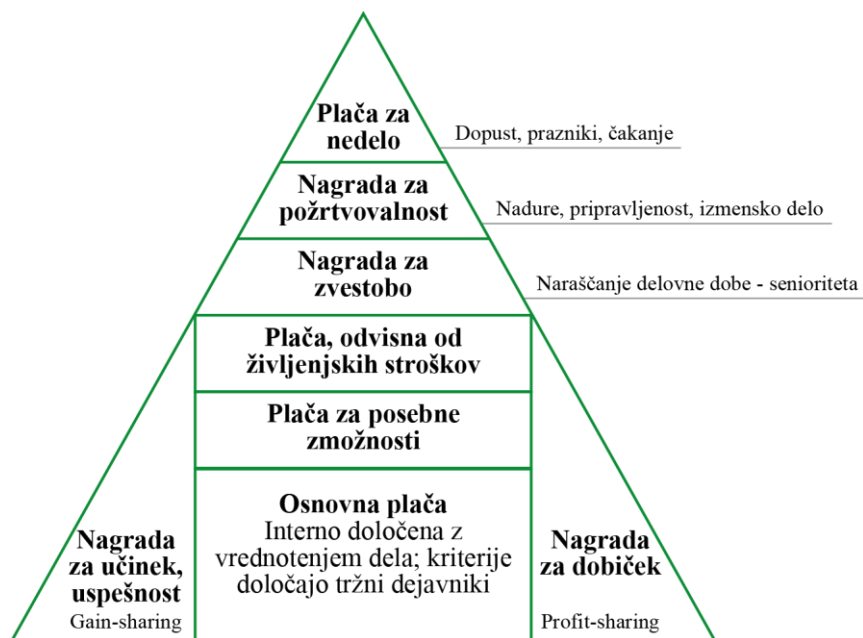 Plača za
nedelo
Dopust, prazniki, čakanje
Nagrada za
požrtvovalnost
Nadure, pripravljenost, izmensko delo
Nagrada za
zvestobo
Naraščanje delovne dobe - senioriteta
Plača, odvisna od
življenjskih stroškov
Plača za posebne
zmožnosti
Osnovna plača
Interno določena z
vrednotenjem dela; kriterije
določajo tržni dejavniki
Nagrada
za učinek,
uspešnost
Gain-sharing
Nagrada
za dobiček
Profit-sharing